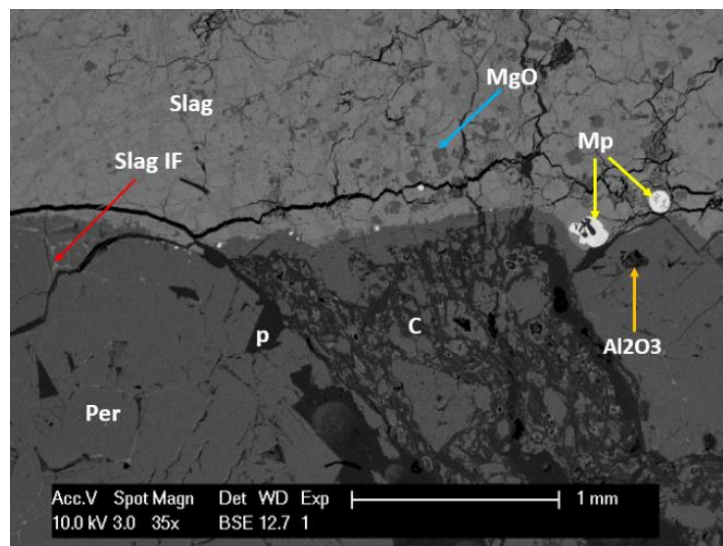 MgO
Slag
Mp
Slag IF
C
p
Al2O3
Per
Acc.V Spot Magn Det WD Exp 1 mm
10.0 kV 3.0 35x BSE 12.7 1